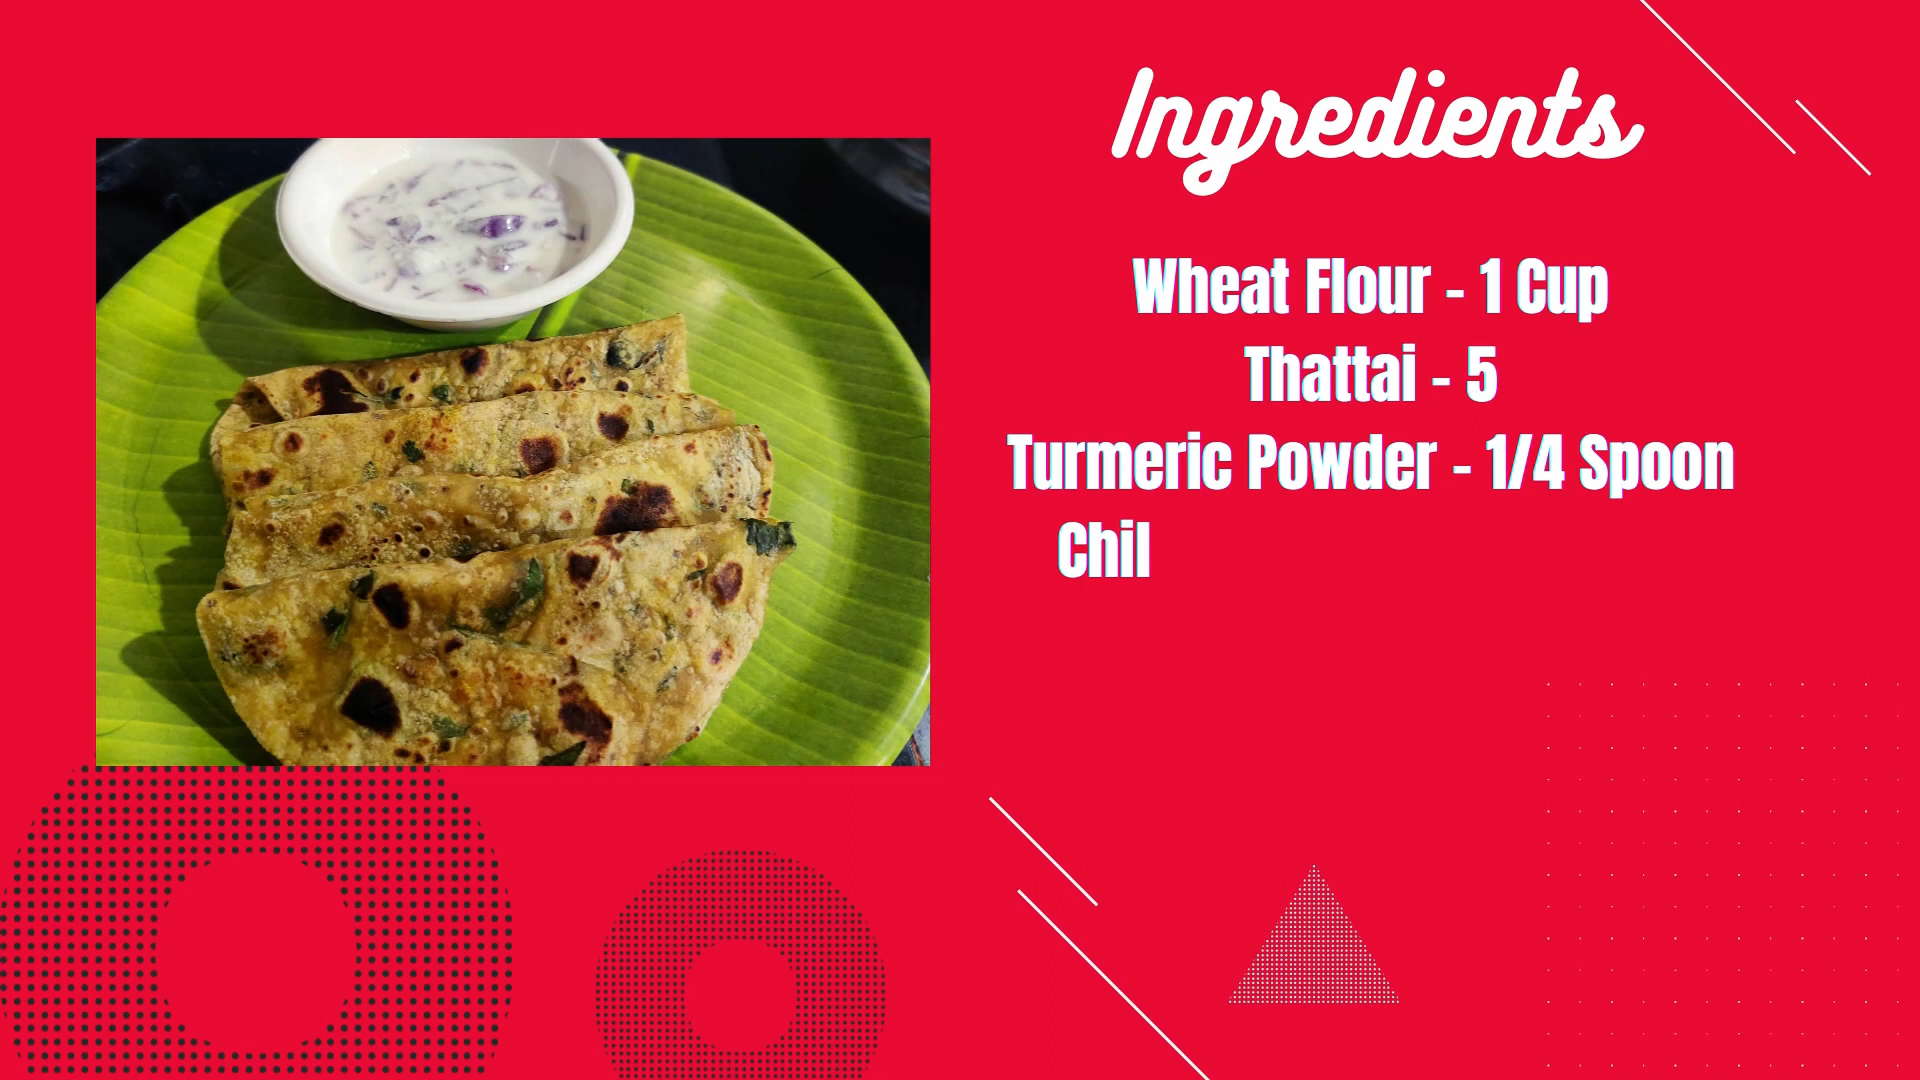 Ingredients
Wheat Flour - 1 Cup
Thattai - 5
Turmeric Powder - 1/4 Spoon
Chil